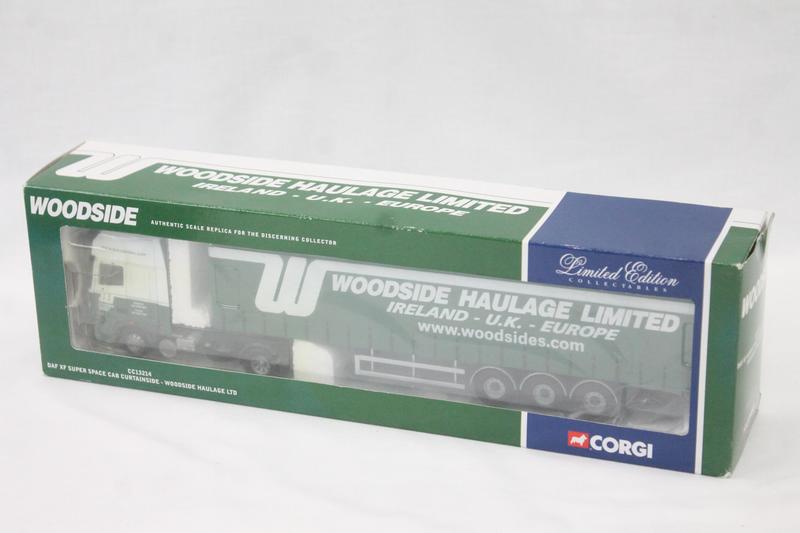 W WOODSIDE HAULAGE LIMITED
IRELAND - U.K. - EUROPE
WOODSIDE
AUTHENTIC SCALE REPLICA FOR THE DISCERNING COLLECTOR
Limited Edition
COLLECTABLES
W WOODSIDE HAULAGE LIMITED
IRELAND - U.K. - EUROPE
www.woodsides.com
CC13214
DAF XF SUPER SPACE CAB CURTAINSIDE - WOODSIDE HAULAGE LTD
CORGI